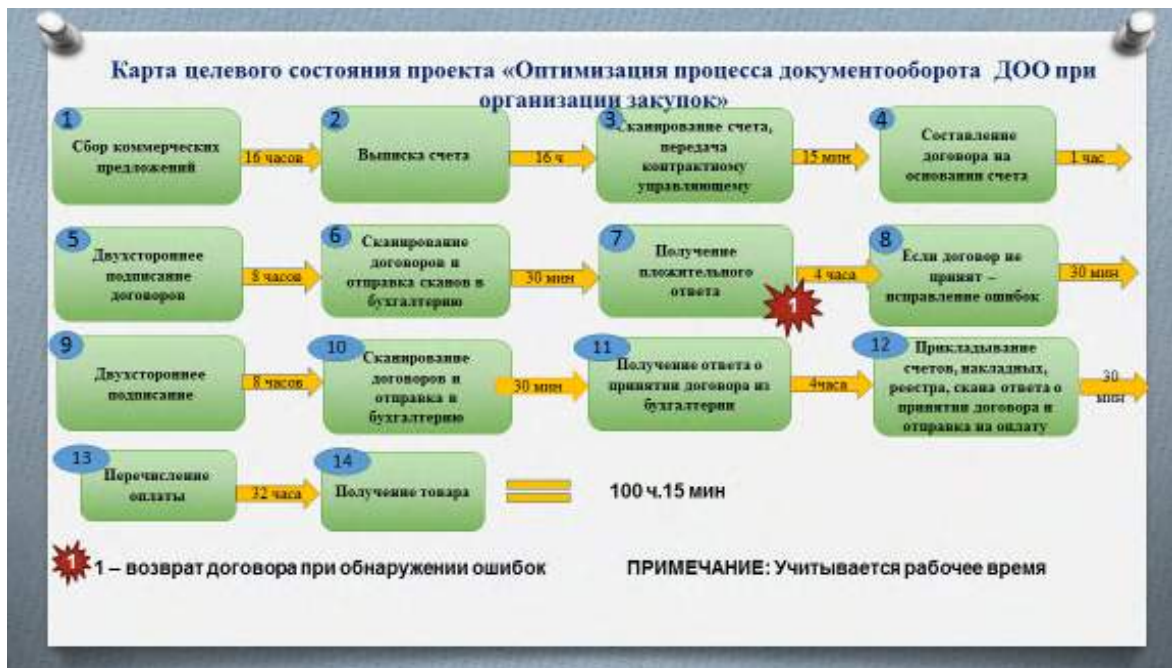 Карта целевого состояния проекта «Оптимизация процесса документооборота ДОО при
организации закупок»
1
Сбор коммерческих
предложений
16 часов
2
Выписка счета
16 ч
3
Сканирование счета,
передача
контрактному
управляющему
15 мин
4
Составление
договора на
основании счета
1 час
5
Двухстороннее
подписание
договоров
8 часов
6
Сканирование
договоров и
отправка сканов в
бухгалтерию
30 мин
7
Получение
пложительного
ответа
1
4 часа
8
Если договор не
принят –
исправление ошибок
30 мин
9
Двухстороннее
подписание
8 часов
10
Сканирование
договоров и
отправка в
бухгалтерию
30 мин
11
Получение ответа о
принятии договора из
бухгалтерии
4часа
12
Прикладывание
счетов, накладных,
реестра, скана ответа о
принятии договора и
отправка на оплату
30
мин
13
Перечисление
оплаты
32 часа
14
Получение товара
100 ч.15 мин
1
1 – возврат договора при обнаружении ошибок
ПРИМЕЧАНИЕ: Учитывается рабочее время